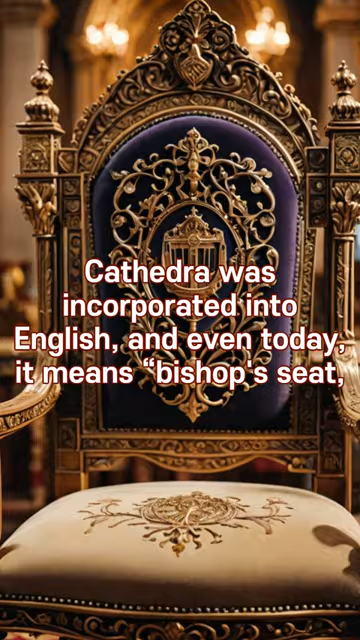 Cathedra was
incorporated into
English, and even today,
it means “bishop's seat,